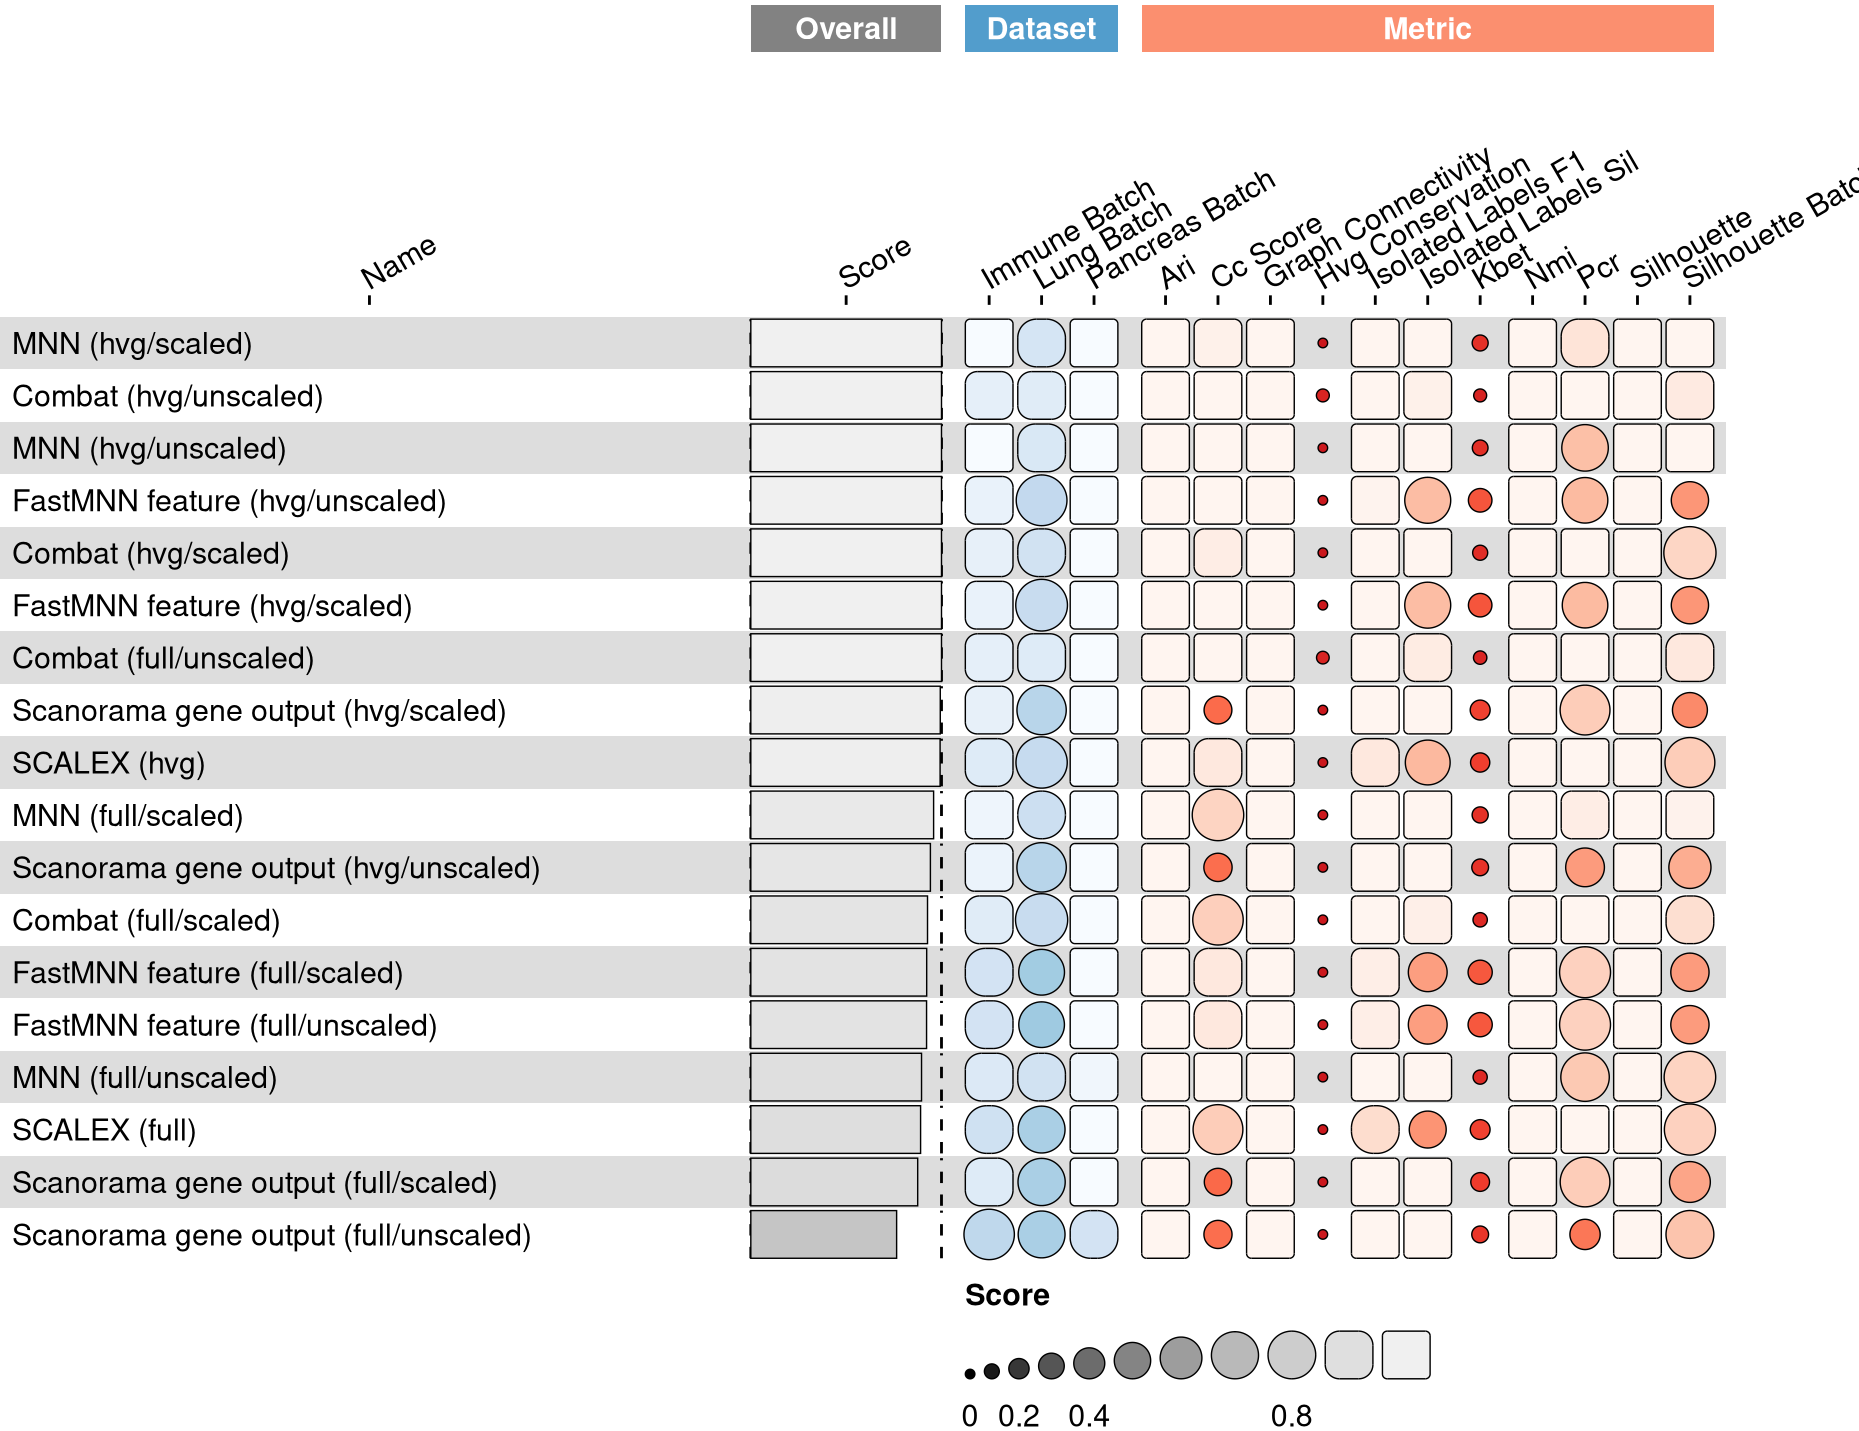 Overall Dataset Metric
Name Score Immune Batch Lung Batch Pancreas Batch Ari Cc Score Graph Connectivity Hvg Conservation Isolated Labels F1 Isolated Labels Sil Kbet Nmi Pcr Silhouette Silhouette Batch
MNN (hvg/scaled)
Combat (hvg/unscaled)
MNN (hvg/unscaled)
FastMNN feature (hvg/unscaled)
Combat (hvg/scaled)
FastMNN feature (hvg/scaled)
Combat (full/unscaled)
Scanorama gene output (hvg/scaled)
SCALEX (hvg)
MNN (full/scaled)
Scanorama gene output (hvg/unscaled)
Combat (full/scaled)
FastMNN feature (full/scaled)
FastMNN feature (full/unscaled)
MNN (full/unscaled)
SCALEX (full)
Scanorama gene output (full/scaled)
Scanorama gene output (full/unscaled)
Score
0 0.2 0.4 0.8